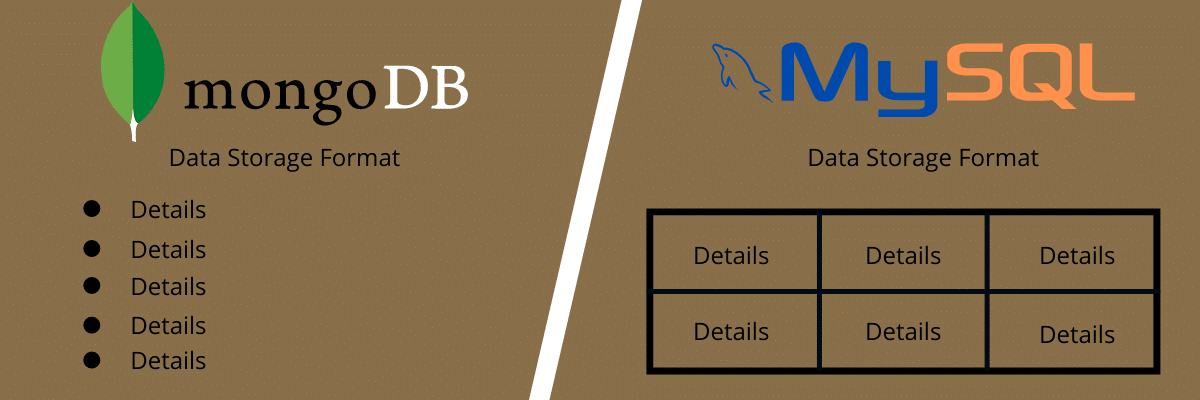 mongoDB
Data Storage Format
Details
Details
Details
Details
Details
MySQL
Data Storage Format
Details Details Details
Details Details Details